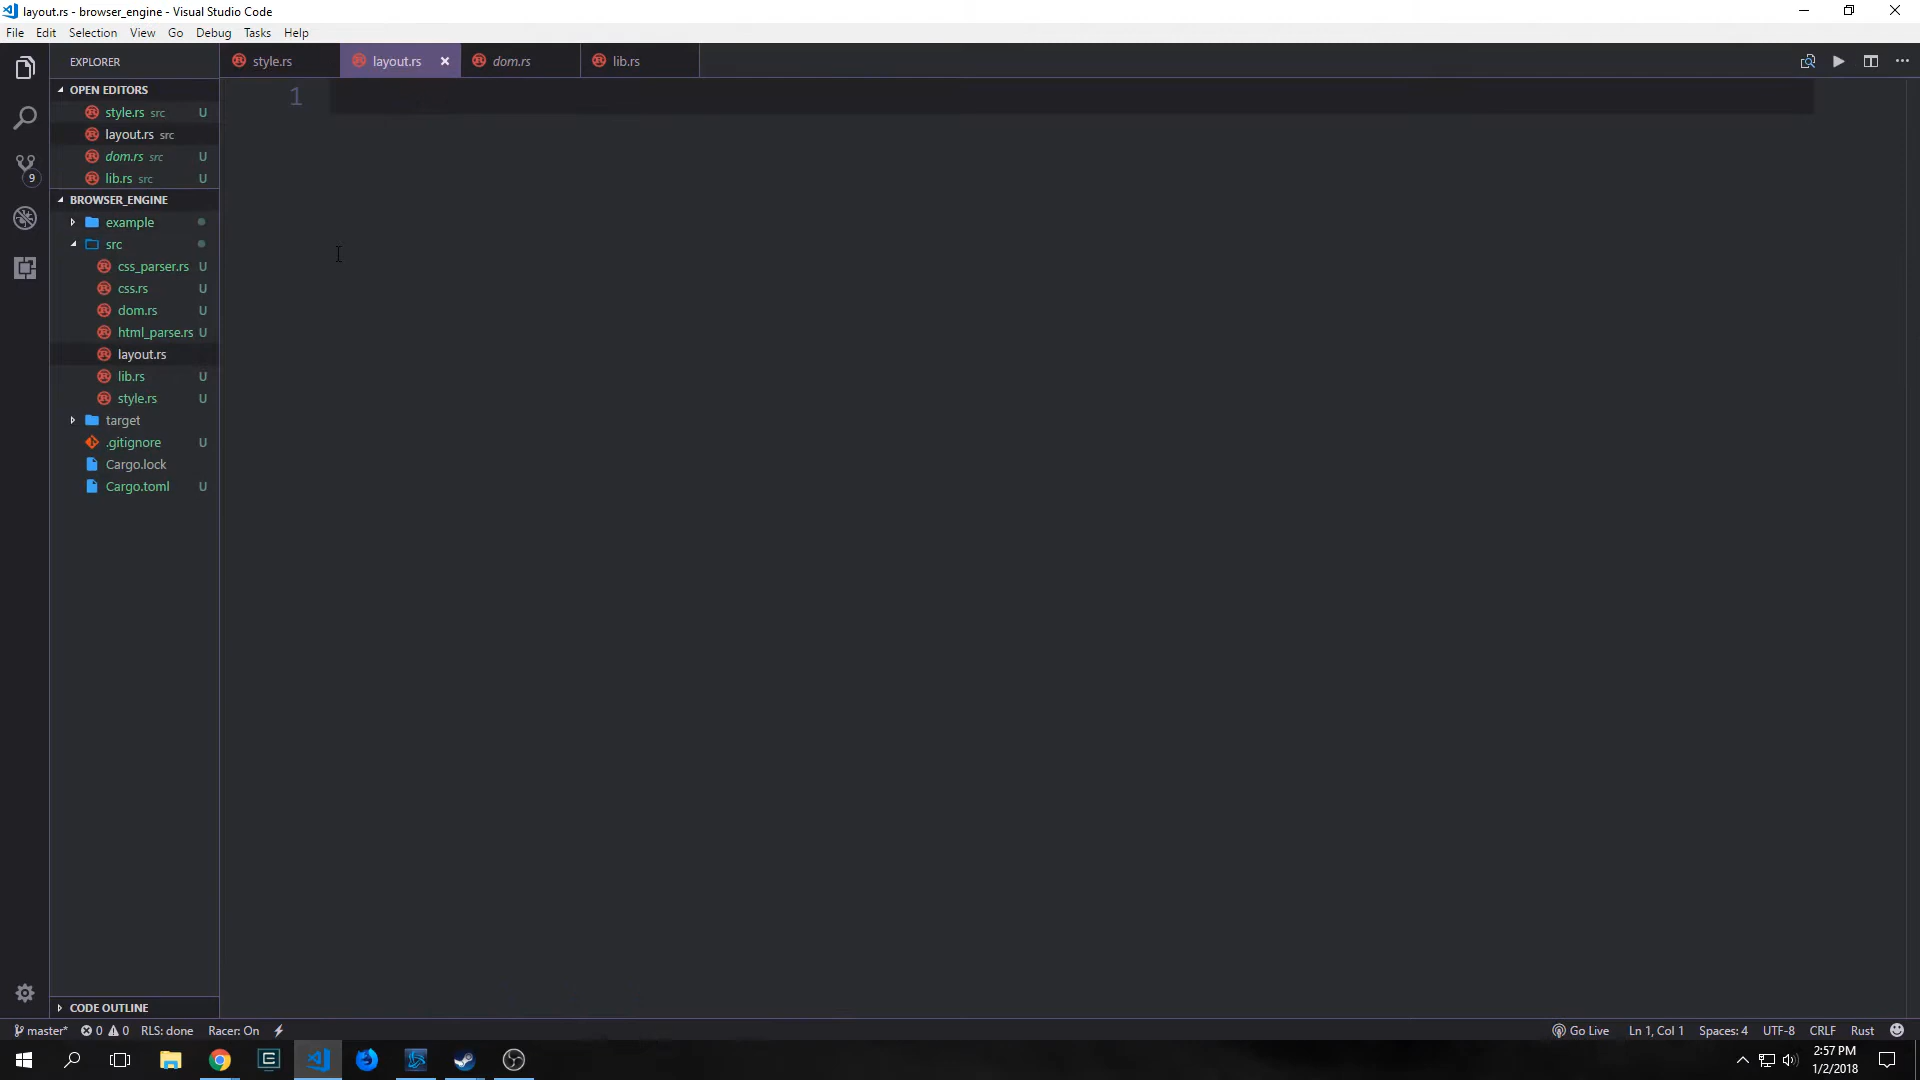 layout.rs - browser_engine - Visual Studio Code
File Edit Selection View Go Debug Tasks Help
EXPLORER
style.rs
layout.rs
dom.rs
lib.rs
OPEN EDITORS
style.rs src U
layout.rs src
dom.rs src U
lib.rs src U
BROWSER_ENGINE
example
src
css_parser.rs U
css.rs U
dom.rs U
html_parse.rs U
layout.rs
lib.rs U
style.rs U
target
.gitignore U
Cargo.lock
Cargo.toml U
CODE OUTLINE
1
9
master* 0 0 RLS: done Racer: On
Go Live Ln 1, Col 1 Spaces: 4 UTF-8 CRLF Rust
2:57 PM
1/2/2018